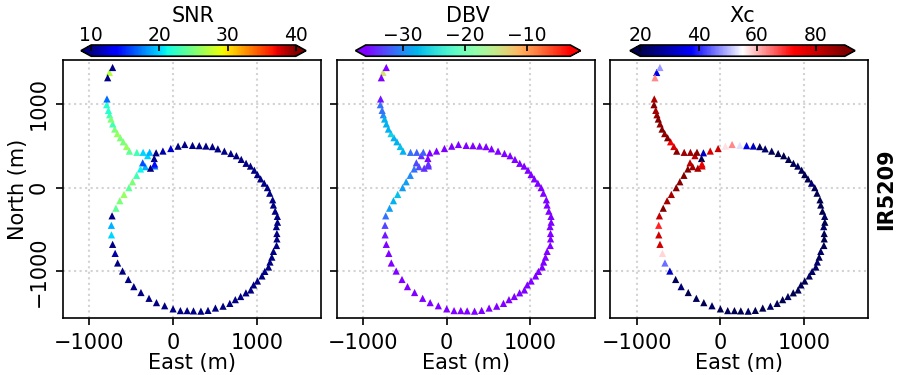 SNR DBV Xc
10 20 30 40 −30 −20 −10 20 40 60 80
1000
0
−1000
North (m)
IR5209
−1000 0 1000 −1000 0 1000 −1000 0 1000
East (m) East (m) East (m)